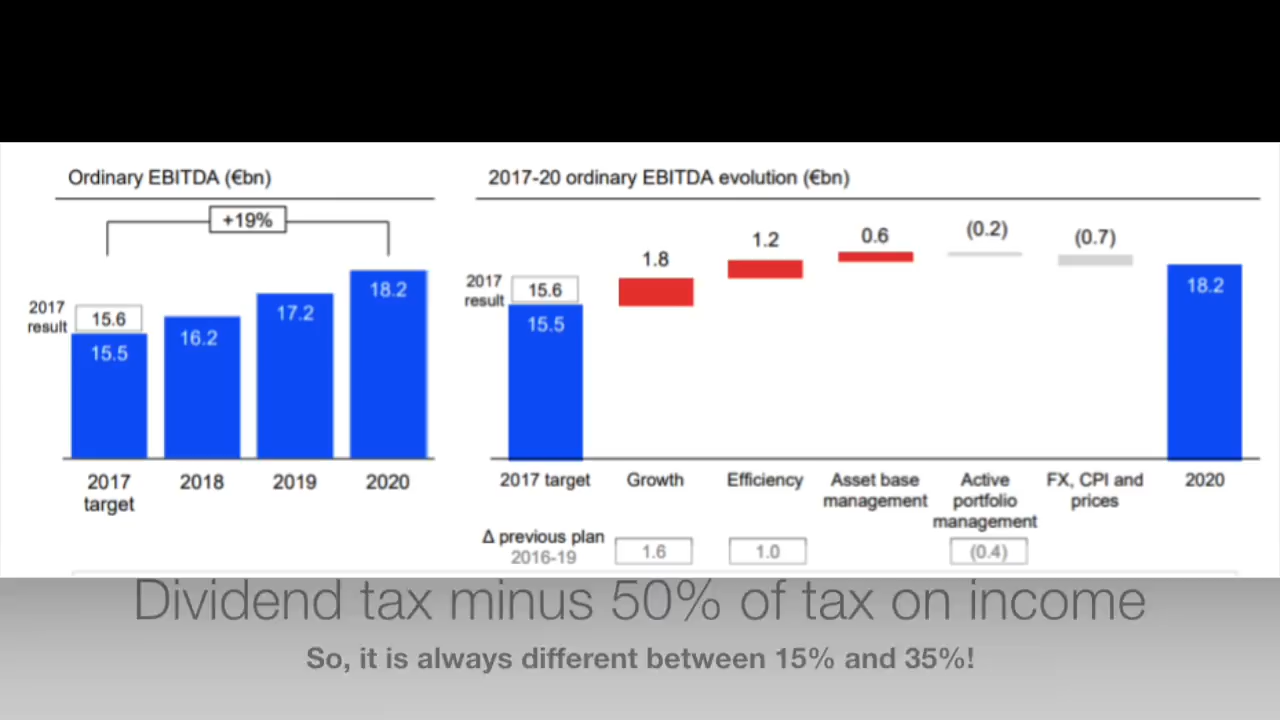 Ordinary EBITDA (€bn)
+19%
2017
result
15.6
15.5
16.2
17.2
18.2
2017
target
2018
2019
2020
2017-20 ordinary EBITDA evolution (€bn)
2017
result
15.6
15.5
1.8
1.2
0.6
(0.2)
(0.7)
18.2
2017 target
Growth
Efficiency
Asset base
management
Active
portfolio
management
FX, CPI and
prices
2020
Δ previous plan
2016-19
1.6
1.0
(0.4)
Dividend tax minus 50% of tax on income
So, it is always different between 15% and 35%!